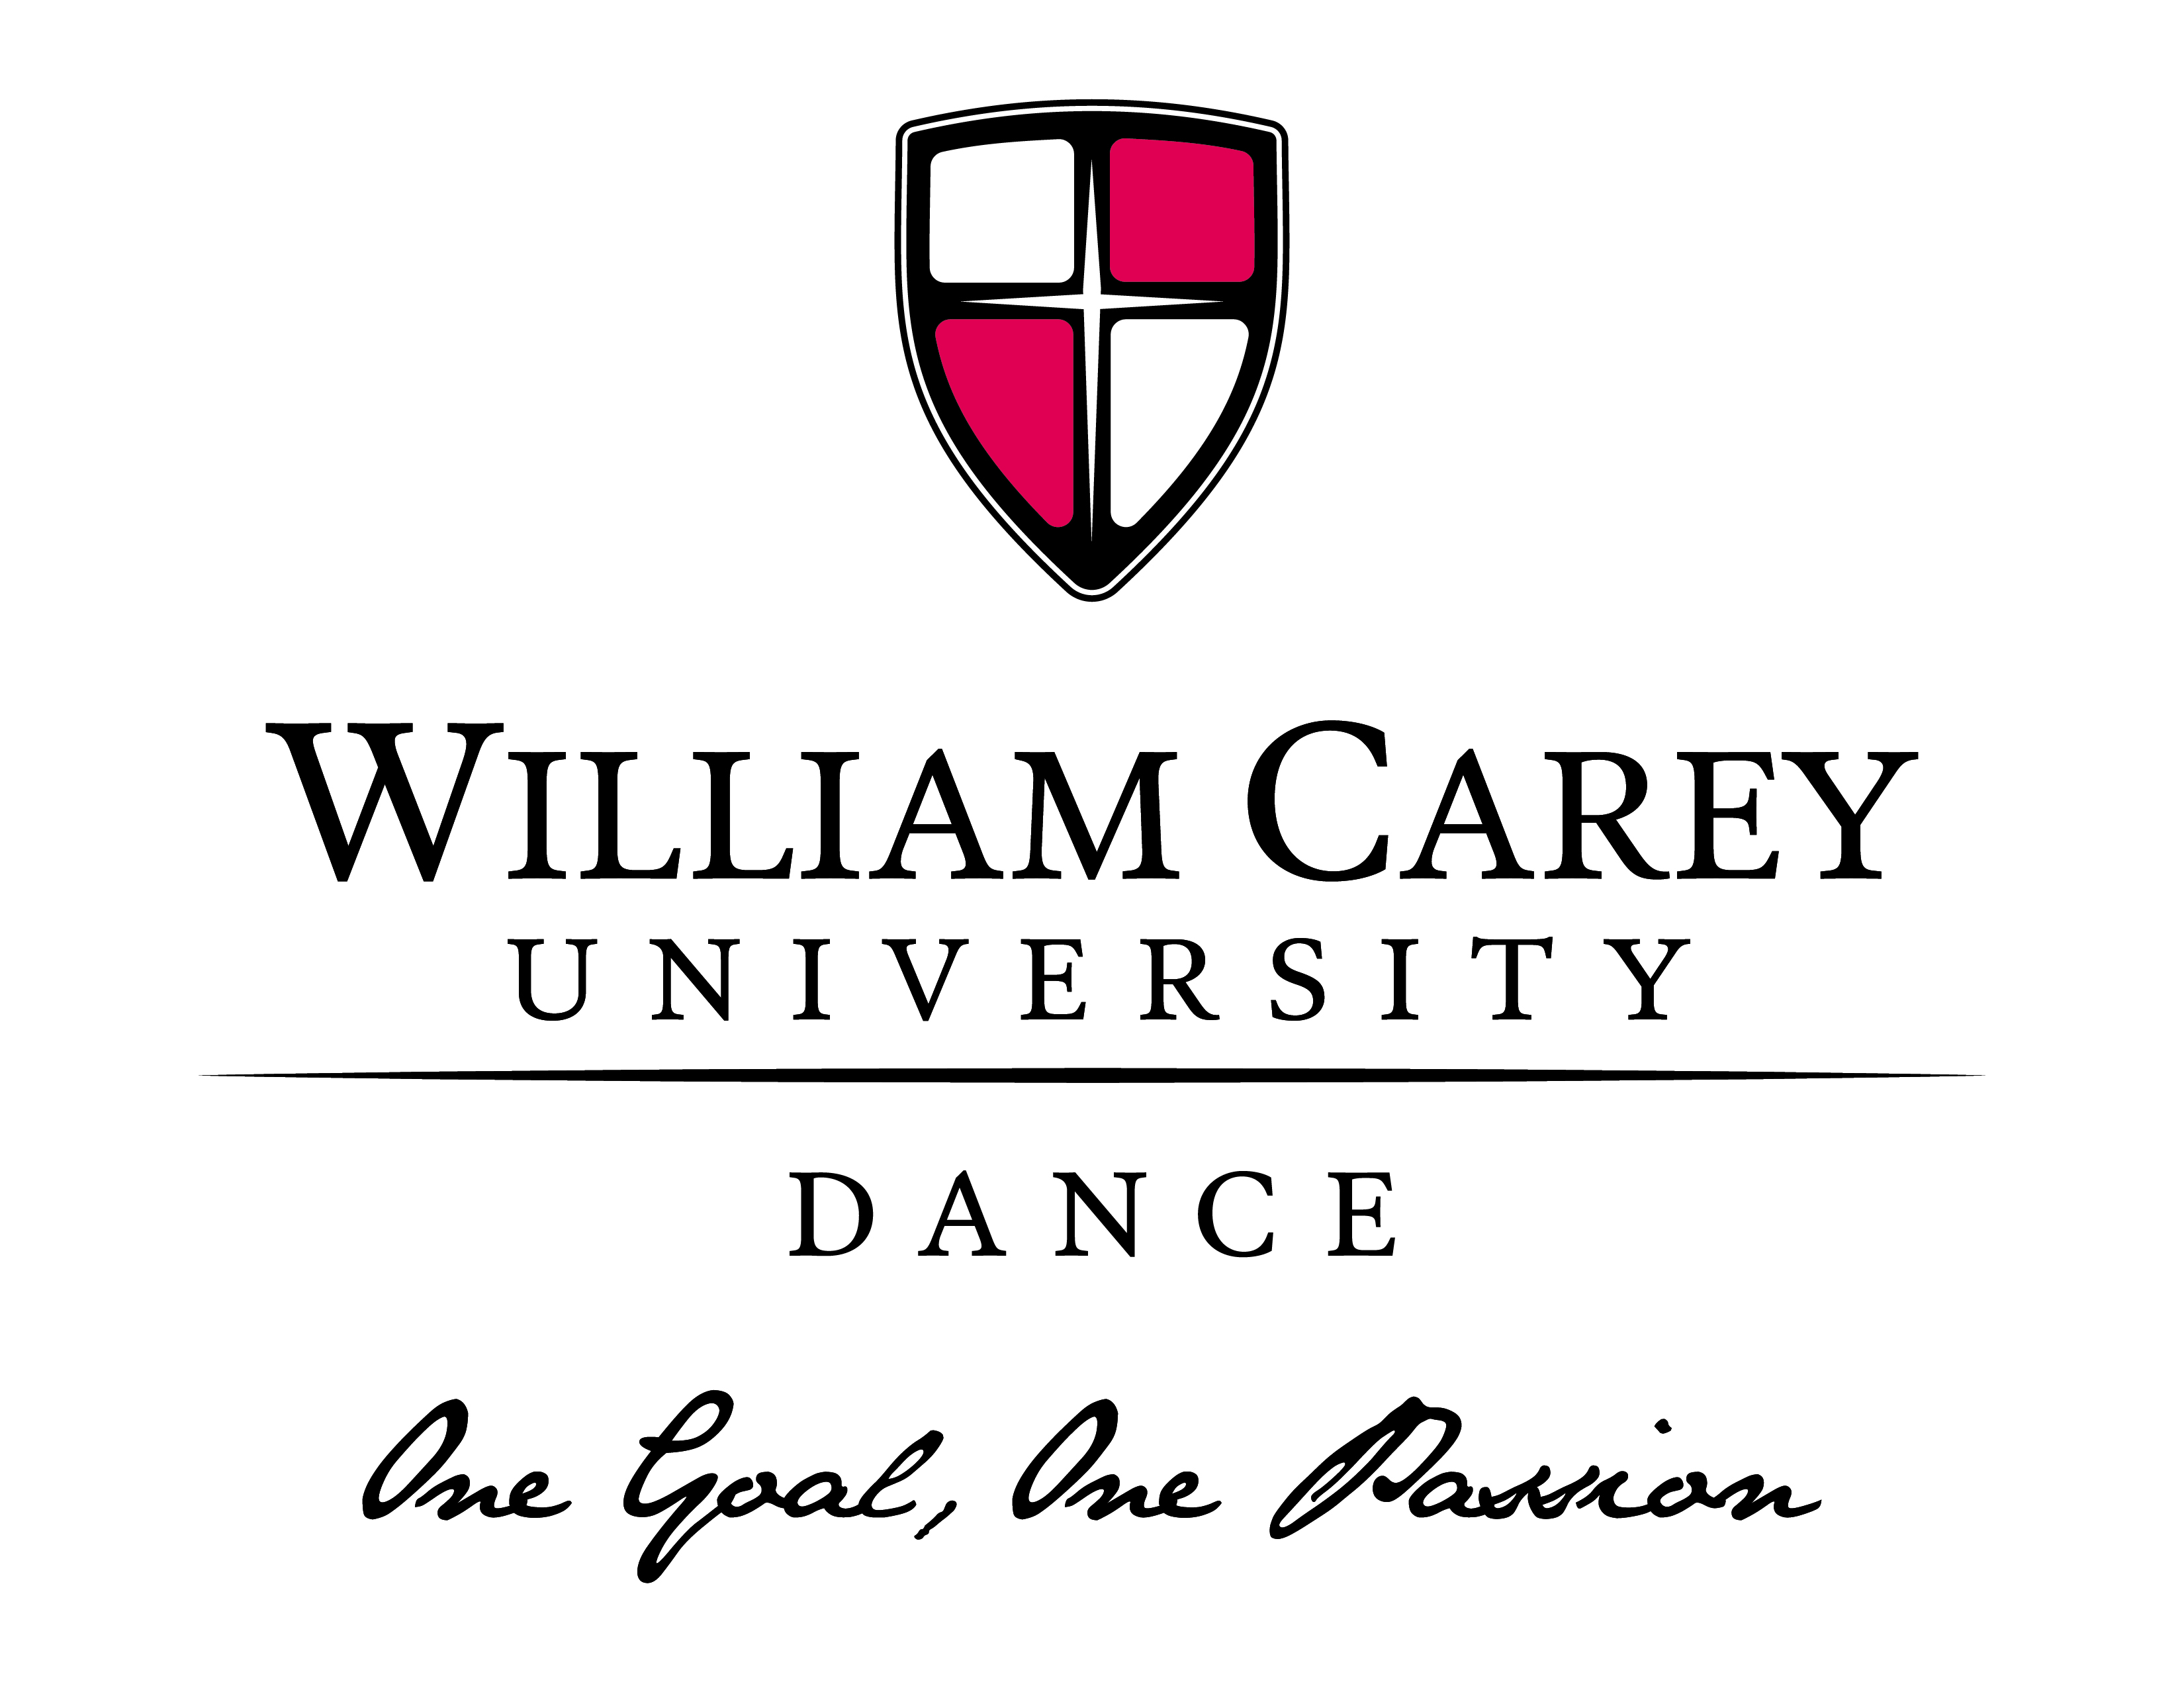 WILLIAM CAREY
UNIVERSITY
DANCE
One Goal, One Passion